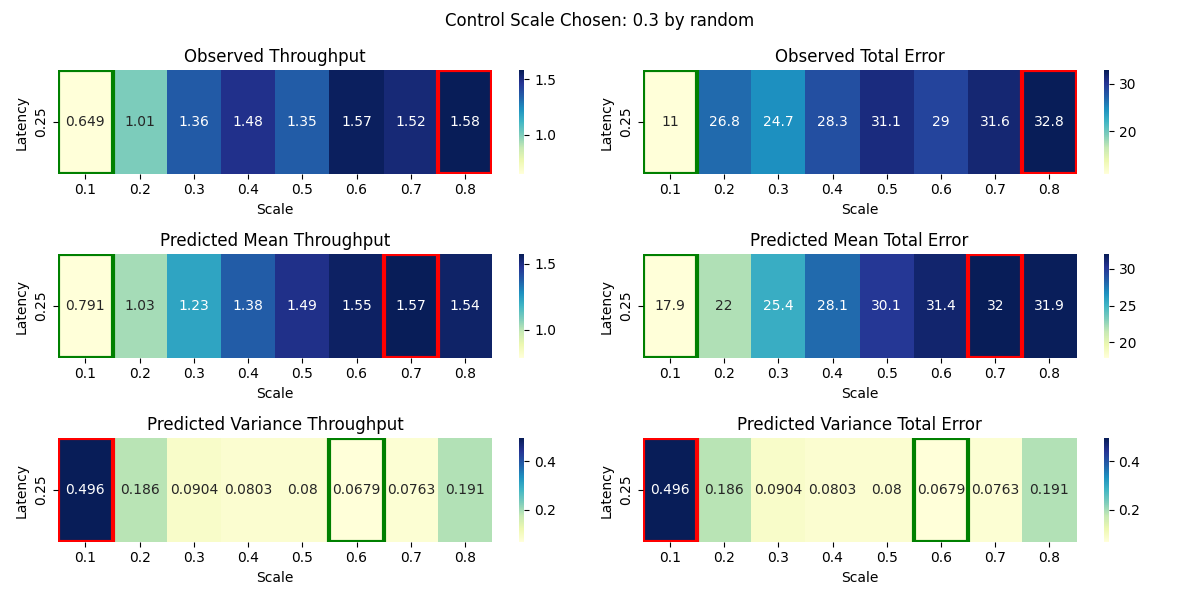 Control Scale Chosen: 0.3 by random
Observed Throughput
Latency
0.25
0.649 1.01 1.36 1.48 1.35 1.57 1.52 1.58
0.1 0.2 0.3 0.4 0.5 0.6 0.7 0.8
Scale
1.5
1.0
Observed Total Error
Latency
0.25
11 26.8 24.7 28.3 31.1 29 31.6 32.8
0.1 0.2 0.3 0.4 0.5 0.6 0.7 0.8
Scale
30
20
Predicted Mean Throughput
Latency
0.25
0.791 1.03 1.23 1.38 1.49 1.55 1.57 1.54
0.1 0.2 0.3 0.4 0.5 0.6 0.7 0.8
Scale
1.5
1.0
Predicted Mean Total Error
Latency
0.25
17.9 22 25.4 28.1 30.1 31.4 32 31.9
0.1 0.2 0.3 0.4 0.5 0.6 0.7 0.8
Scale
30
25
20
Predicted Variance Throughput
Latency
0.25
0.496 0.186 0.0904 0.0803 0.08 0.0679 0.0763 0.191
0.1 0.2 0.3 0.4 0.5 0.6 0.7 0.8
Scale
0.4
0.2
Predicted Variance Total Error
Latency
0.25
0.496 0.186 0.0904 0.0803 0.08 0.0679 0.0763 0.191
0.1 0.2 0.3 0.4 0.5 0.6 0.7 0.8
Scale
0.4
0.2